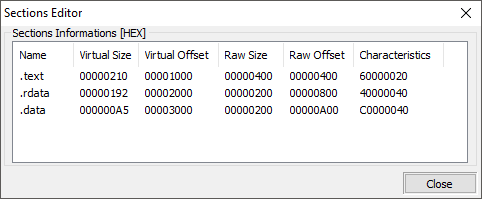 Sections Editor
Sections Informations [HEX]
Name Virtual Size Virtual Offset Raw Size Raw Offset Characteristics
.text 00000210 00001000 00000400 00000400 60000020
.rdata 00000192 00002000 00000200 00000800 40000040
.data 000000A5 00003000 00000200 00000A00 C0000040
Close